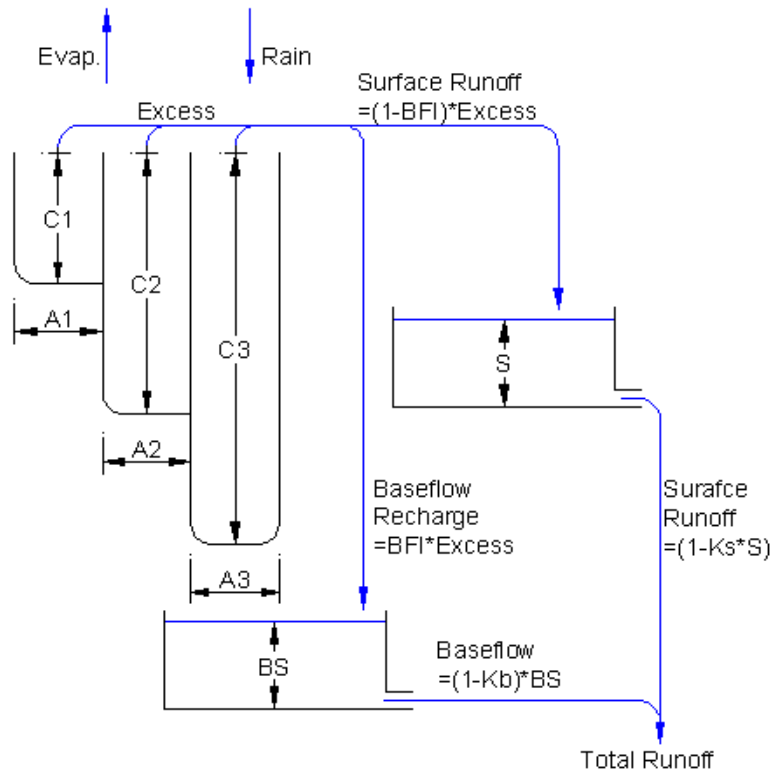 Evap.
Rain
Surface Runoff
=(1-BFI)*Excess
Excess
C1
C2
C3
A1
S
A2
Baseflow
Recharge
=BFI*Excess
Surafce
Runoff
=(1-Ks*S)
A3
BS
Baseflow
=(1-Kb)*BS
Total Runoff